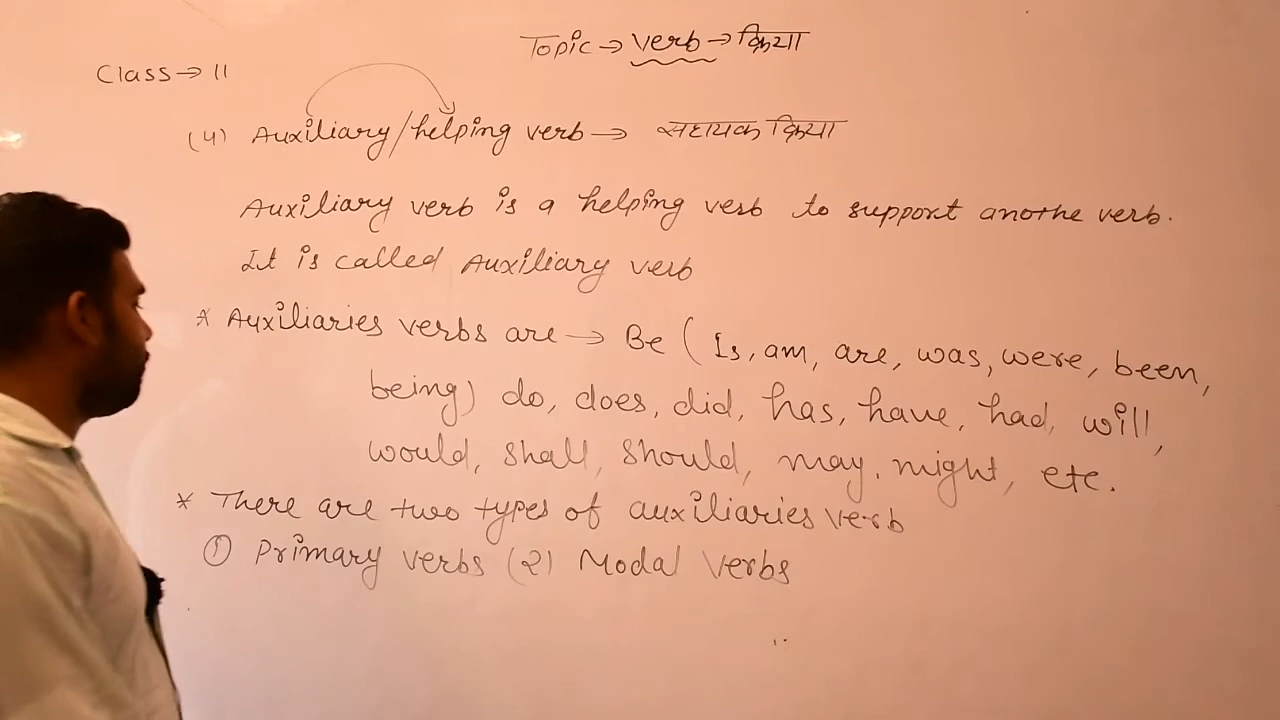 Topic → verb → क्रिया
Class → 11
(4) Auxiliary/helping verb → सहायक क्रिया
Auxiliary verb is a helping verb to support anothe verb.
It is called Auxiliary verb
* Auxiliaries verbs are → Be (Is, am, are, was, were, been,
being) do, does, did, has, have, had, will,
would, shall, should, may, might, etc.
* There are two types of auxiliaries verb
① Primary verbs (2) Modal verbs